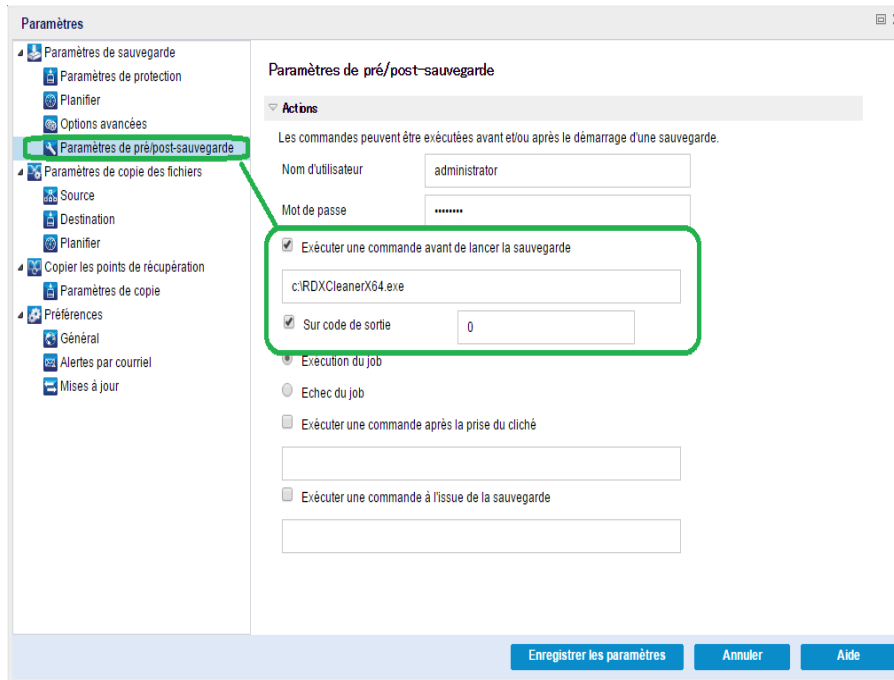 Paramètres
Paramètres de sauvegarde
Paramètres de protection
Planifier
Options avancées
Paramètres de pré/post-sauvegarde
Paramètres de copie des fichiers
Source
Destination
Planifier
Copier les points de récupération
Paramètres de copie
Préférences
Général
Alertes par courriel
Mises à jour
Paramètres de pré/post-sauvegarde
Actions
Les commandes peuvent être exécutées avant et/ou après le démarrage d'une sauvegarde.
Nom d'utilisateur
administrator
Mot de passe
••••••••
Exécuter une commande avant de lancer la sauvegarde
c:\RDXCleanerX64.exe
Sur code de sortie
0
Exécution du job
Echec du job
Exécuter une commande après la prise du cliché
Exécuter une commande à l'issue de la sauvegarde
Enregistrer les paramètres
Annuler
Aide